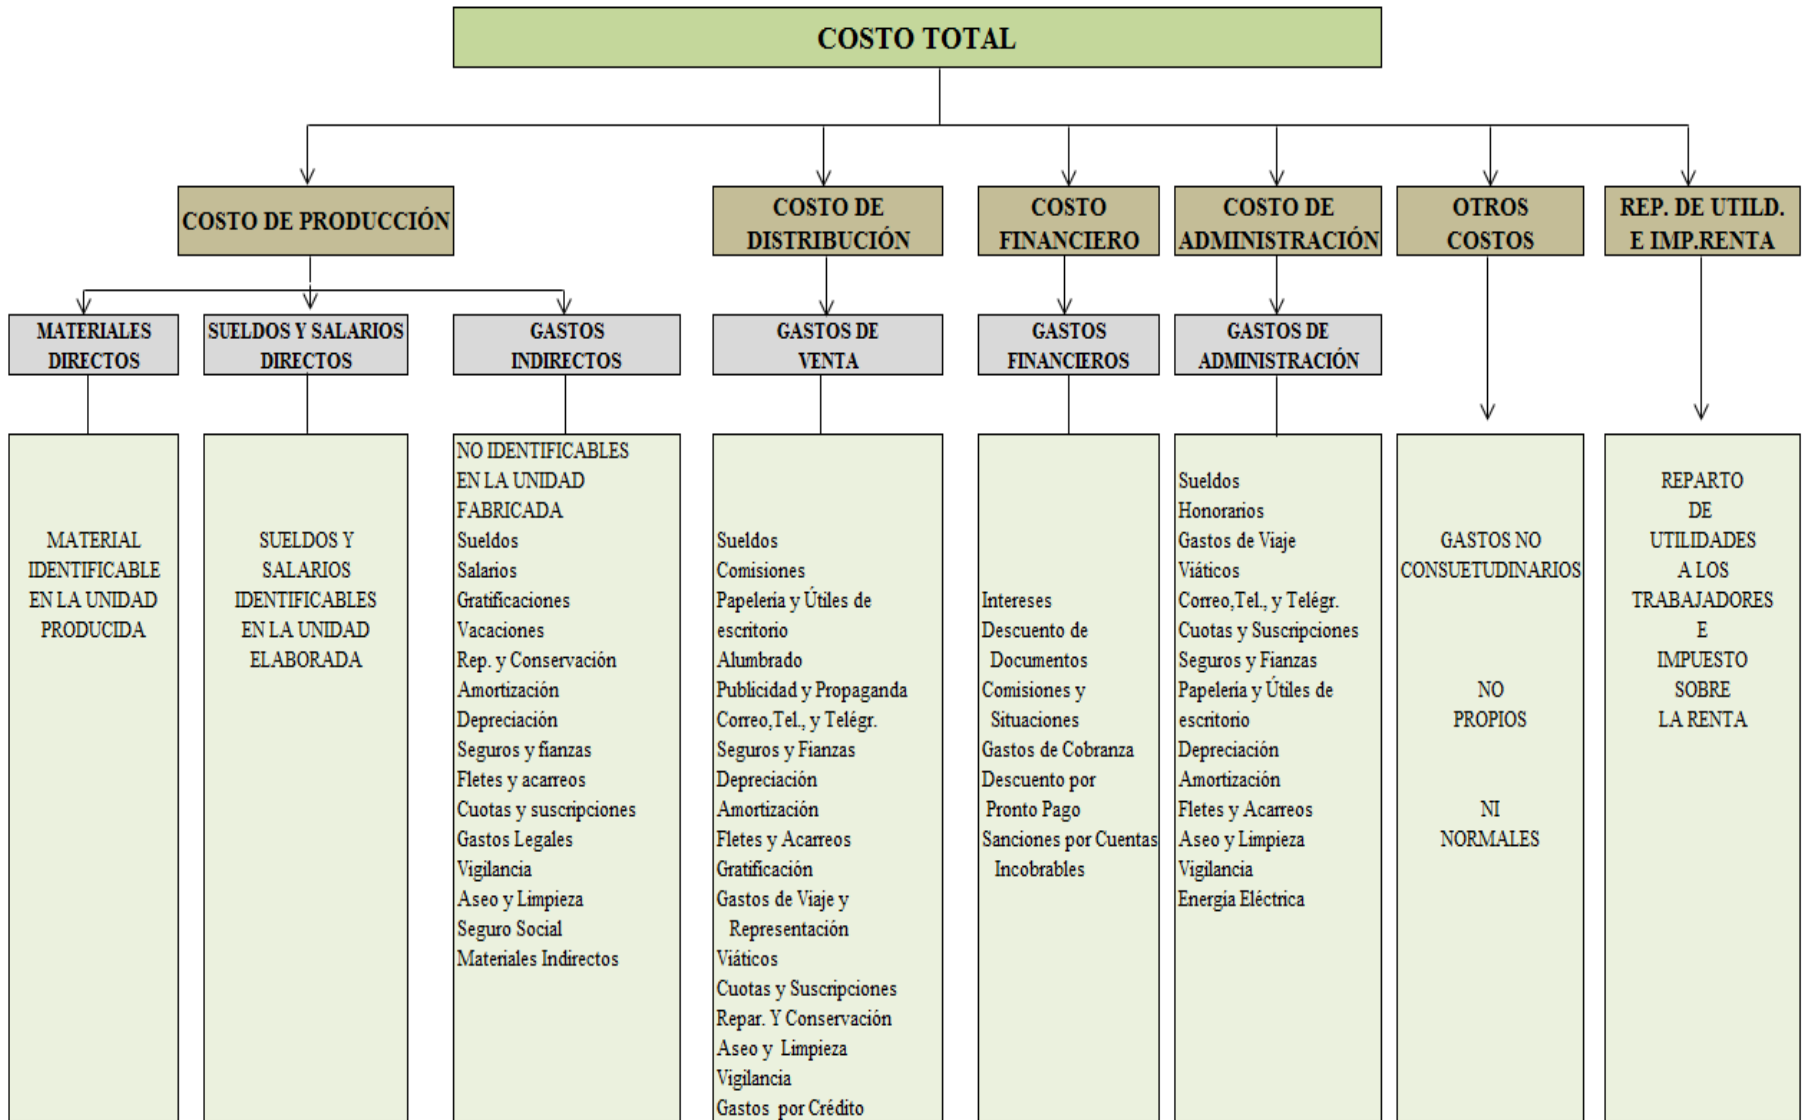 COSTO TOTAL
COSTO DE PRODUCCIÓN
COSTO DE
DISTRIBUCIÓN
COSTO
FINANCIERO
COSTO DE
ADMINISTRACIÓN
OTROS
COSTOS
REP. DE UTILD.
E IMP.RENTA
MATERIALES
DIRECTOS
SUELDOS Y SALARIOS
DIRECTOS
GASTOS
INDIRECTOS
GASTOS DE
VENTA
GASTOS
FINANCIEROS
GASTOS DE
ADMINISTRACIÓN
MATERIAL
IDENTIFICABLE
EN LA UNIDAD
PRODUCIDA
SUELDOS Y
SALARIOS
IDENTIFICABLES
EN LA UNIDAD
ELABORADA
NO IDENTIFICABLES
EN LA UNIDAD
FABRICADA
Sueldos
Salarios
Gratificaciones
Vacaciones
Rep. y Conservación
Amortización
Depreciación
Seguros y fianzas
Fletes y acarreos
Cuotas y suscripciones
Gastos Legales
Vigilancia
Aseo y Limpieza
Seguro Social
Materiales Indirectos
Sueldos
Comisiones
Papelería y Útiles de
escritorio
Alumbrado
Publicidad y Propaganda
Correo,Tel., y Telégr.
Seguros y Fianzas
Depreciación
Amortización
Fletes y Acarreos
Gratificación
Gastos de Viaje y
Representación
Viáticos
Cuotas y Suscripciones
Repar. Y Conservación
Aseo y Limpieza
Vigilancia
Gastos por Crédito
Intereses
Descuento de
Documentos
Comisiones y
Situaciones
Gastos de Cobranza
Descuento por
Pronto Pago
Sanciones por Cuentas
Incobrables
Sueldos
Honorarios
Gastos de Viaje
Viáticos
Correo,Tel., y Telégr.
Cuotas y Suscripciones
Seguros y Fianzas
Papelería y Útiles de
escritorio
Depreciación
Amortización
Fletes y Acarreos
Aseo y Limpieza
Vigilancia
Energía Eléctrica
GASTOS NO
CONSUETUDINARIOS
NO
PROPIOS
NI
NORMALES
REPARTO
DE
UTILIDADES
A LOS
TRABAJADORES
E
IMPUESTO
SOBRE
LA RENTA